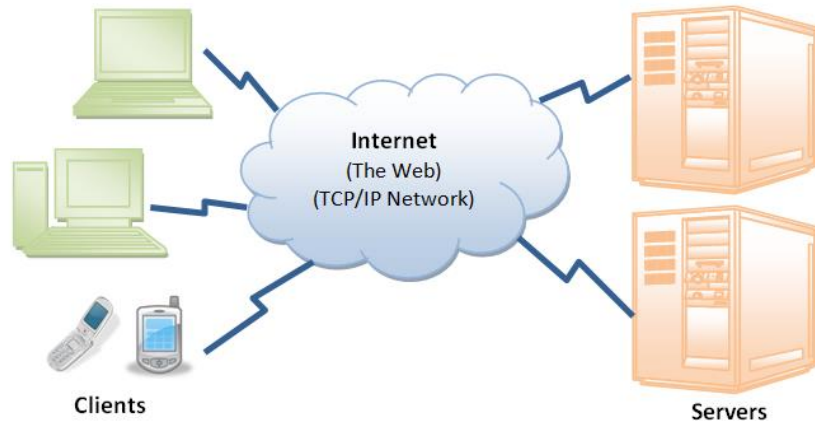 Internet
(The Web)
(TCP/IP Network)
Clients
Servers